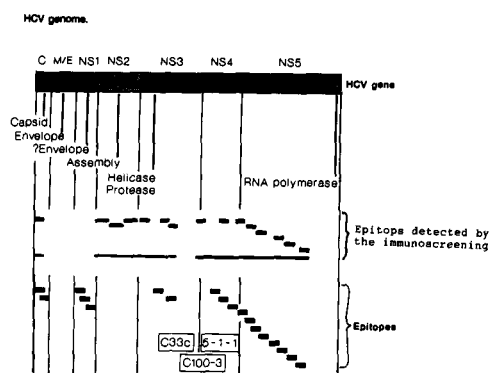 HCV genome.
C M/E NS1 NS2 NS3 NS4 NS5
HCV gene
Capsid
Envelope
?Envelope
Assembly
Helicase
Protease
RNA polymerase
Epitops detected by
the immunoscreening
Epitopes
C33c
5-1-1
C100-3